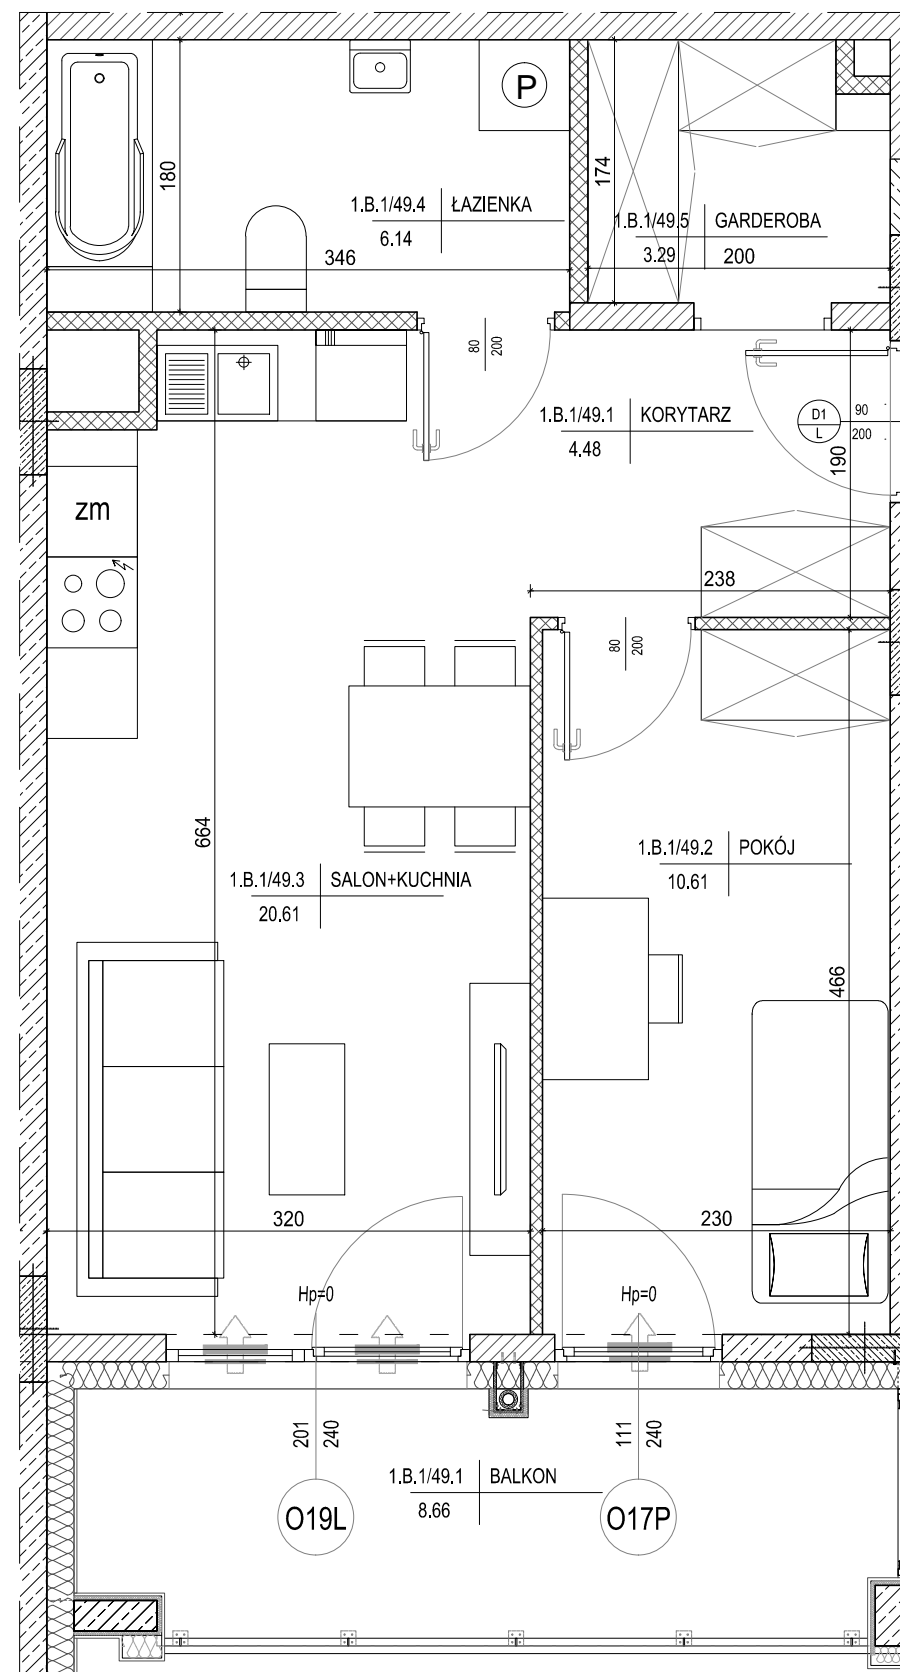 P
180
174
1.B.1/49.4 ŁAZIENKA
6.14
346
1.B.1/49.5 GARDEROBA
3.29
200
80
200
1.B.1/49.1 KORYTARZ
4.48
D1
L
90
200
190
zm
238
80
200
664
1.B.1/49.2 POKÓJ
10.61
1.B.1/49.3 SALON+KUCHNIA
20.61
466
320
230
Hp=0
Hp=0
201
240
111
240
1.B.1/49.1 BALKON
8.66
O19L
O17P